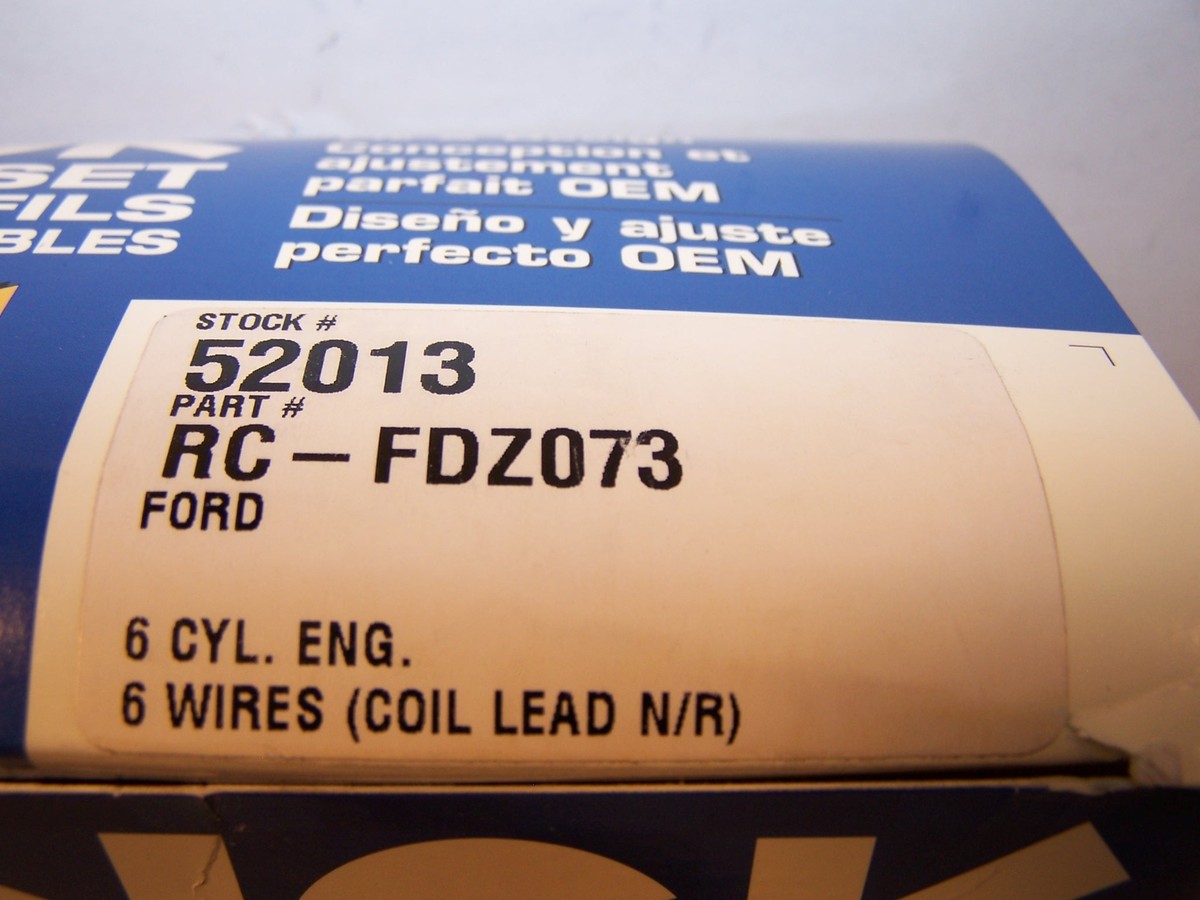 SET
FILS
BLES
Conception et
ajustement
parfait OEM
Diseño y ajuste
perfecto OEM
STOCK #
52013
PART #
RC-FDZ073
FORD
6 CYL. ENG.
6 WIRES (COIL LEAD N/R)